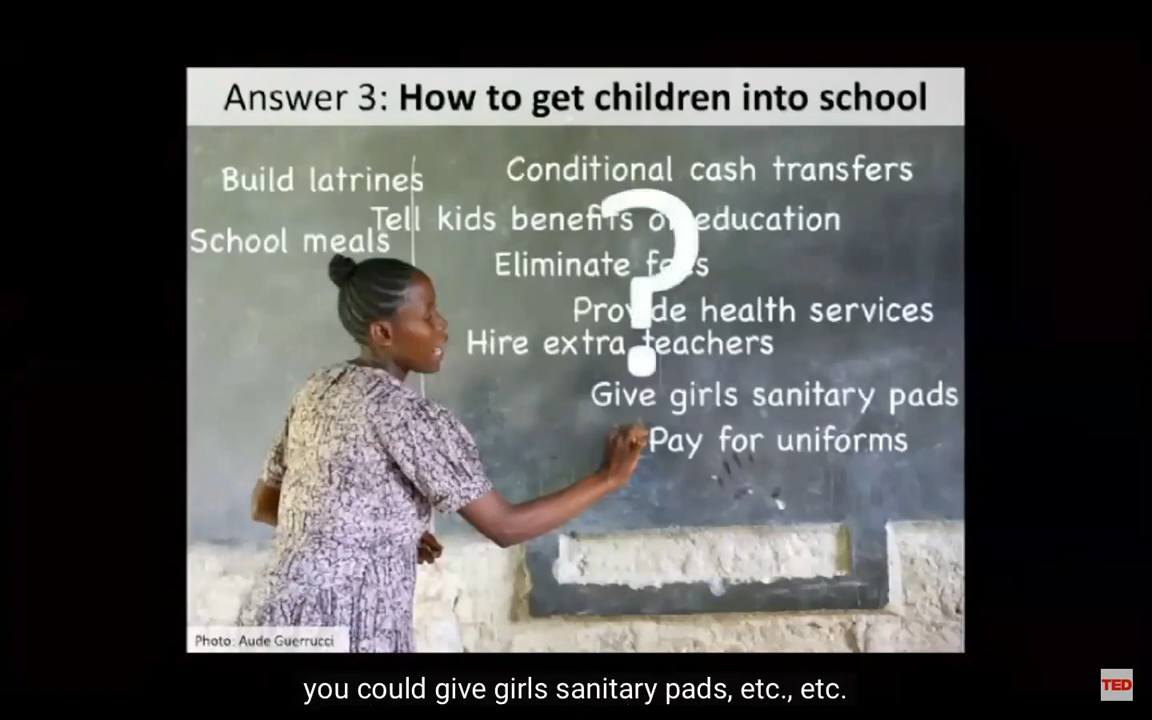 Answer 3: How to get children into school
Build latrines
Conditional cash transfers
Tell kids benefits of education
School meals
Eliminate fees
Provide health services
Hire extra teachers
?
Give girls sanitary pads
Pay for uniforms
Photo: Aude Guerrucci
you could give girls sanitary pads, etc., etc.
TED